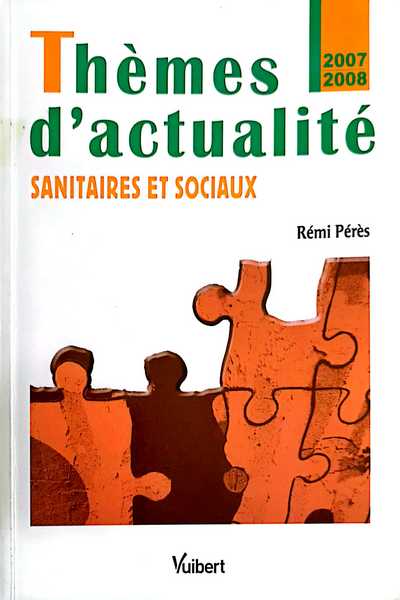 2007
2008
Thèmes
d'actualité
SANITAIRES ET SOCIAUX
Rémi Pérès
Vuibert